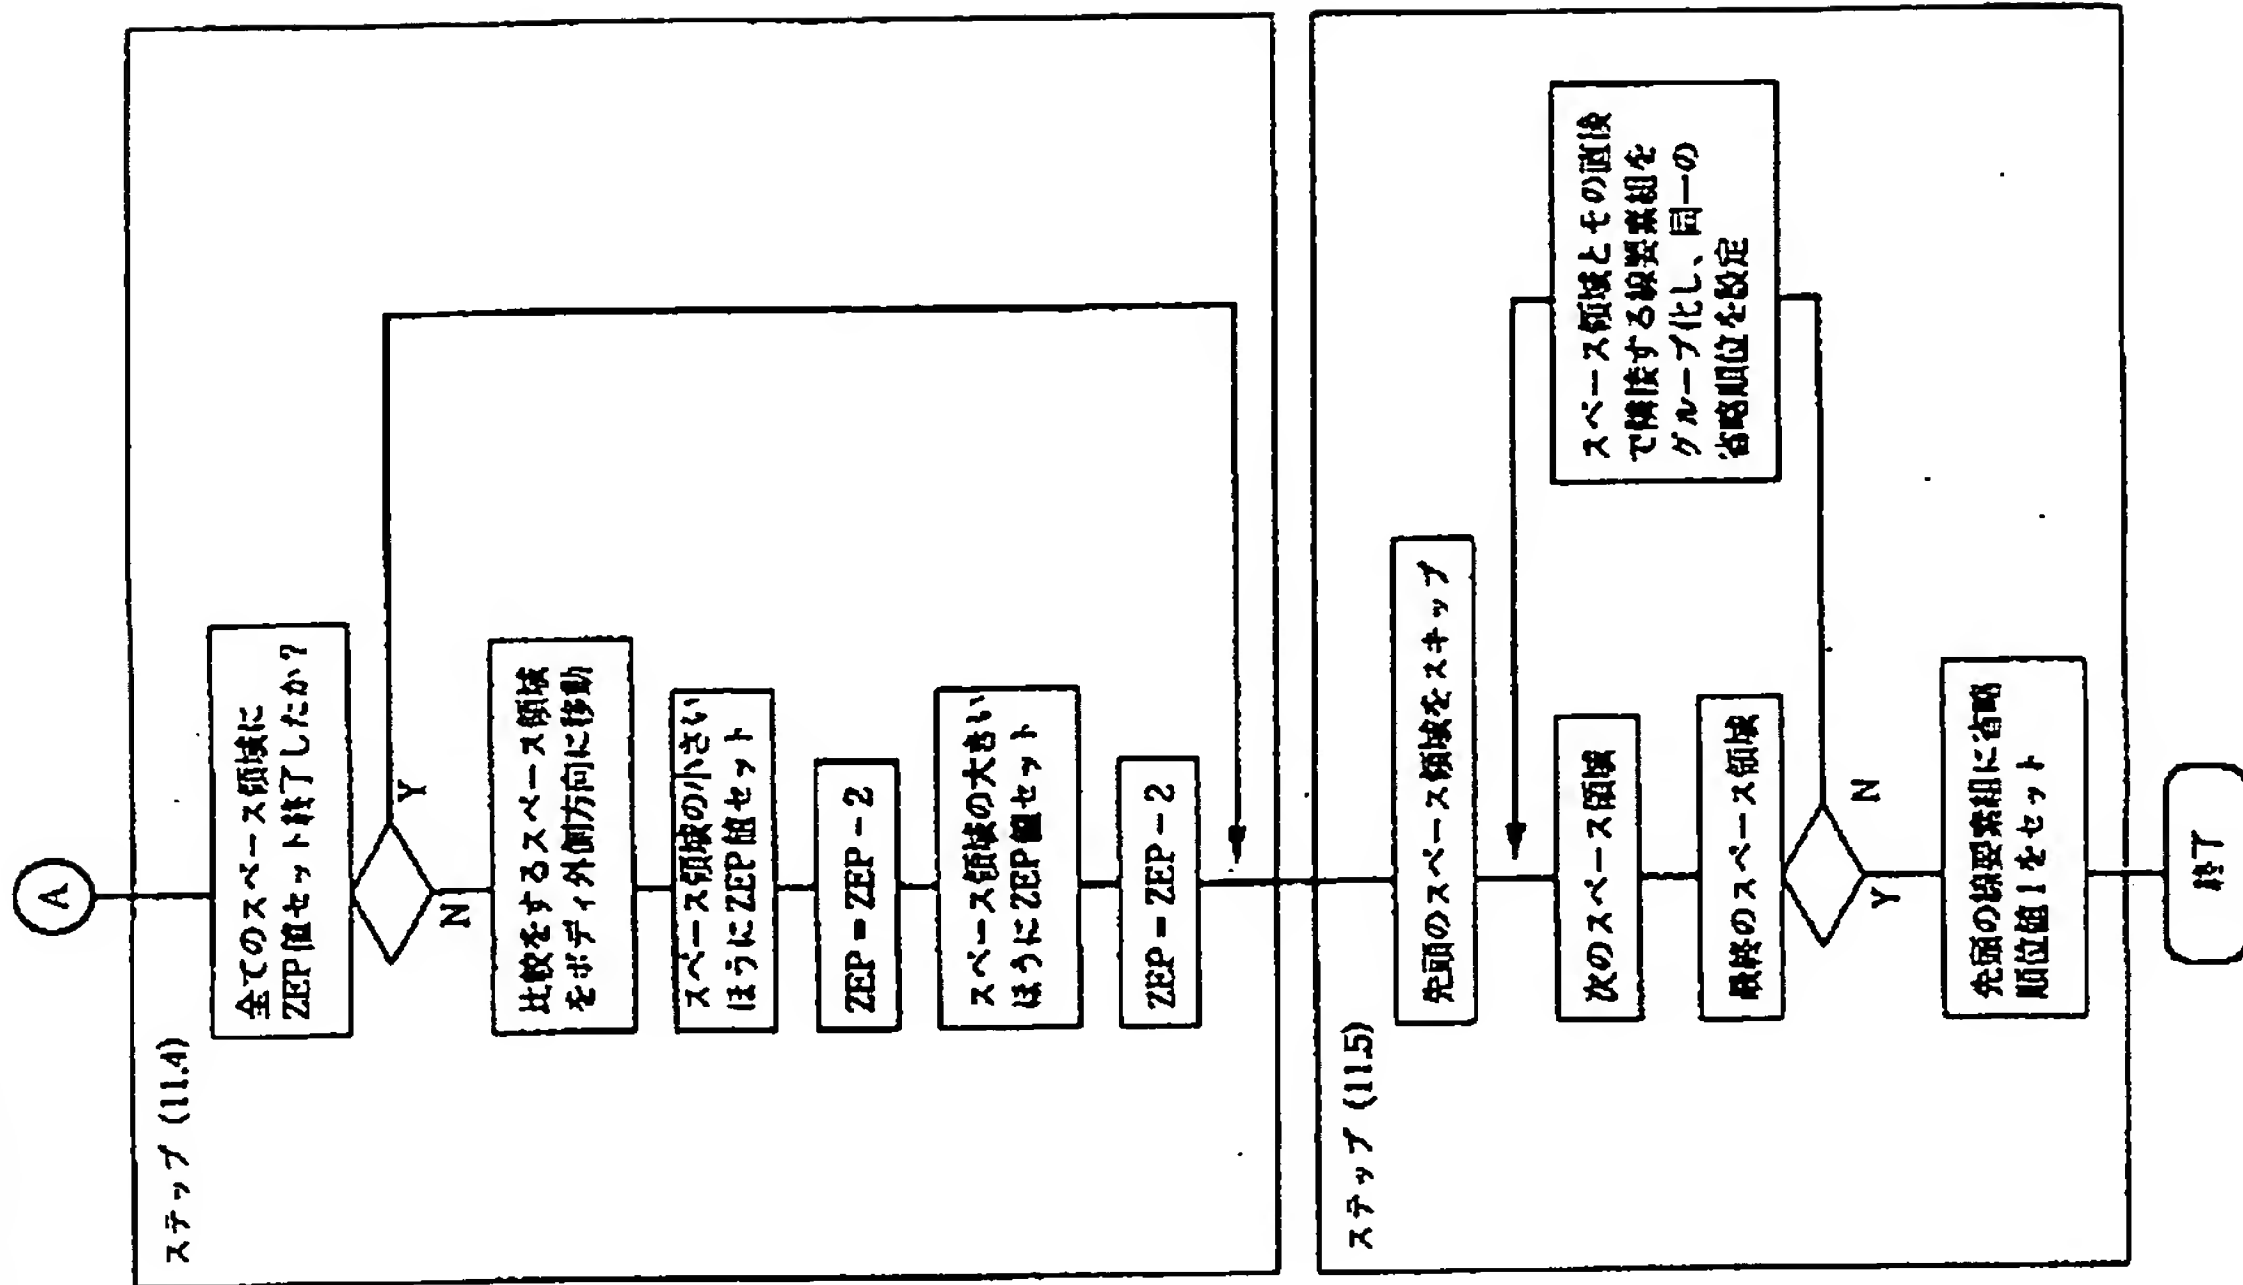 A
ステップ (11.4)
全てのスペース領域に
ZEP値セット終了したか?
Y
N
比較をするスペース領域
をボディ外側方向に移動
スペース領域の小さい
ほうにZEP値セット
ZEP = ZEP - 2
スペース領域の大きい
ほうにZEP値セット
ZEP = ZEP - 2
ステップ (11.5)
先頭のスペース領域をスキップ
次のスペース領域
最終のスペース領域
N
Y
スペース領域とその直後
で隣接する線要素組を
グループ化し、同一の
省略順位を設定
先頭の線要素組に省略
順位値1をセット
終了